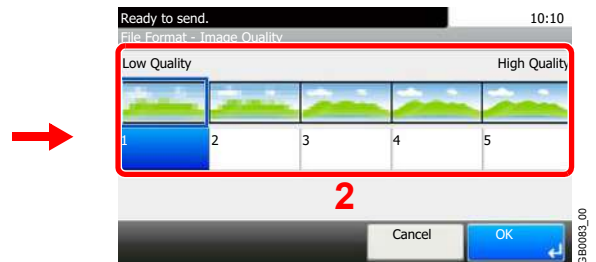 Ready to send. 10:10
File Format - Image Quality
Low Quality High Quality
1 2 3 4 5
2
Cancel OK
GB0083_00